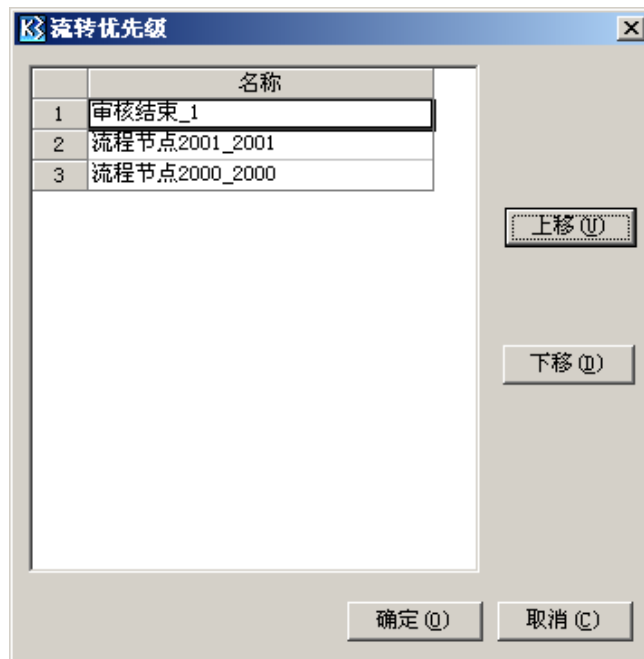 K3 流转优先级
名称
1 审核结束_1
2 流程节点2001_2001
3 流程节点2000_2000
上移(U)
下移(D)
确定(O) 取消(C)